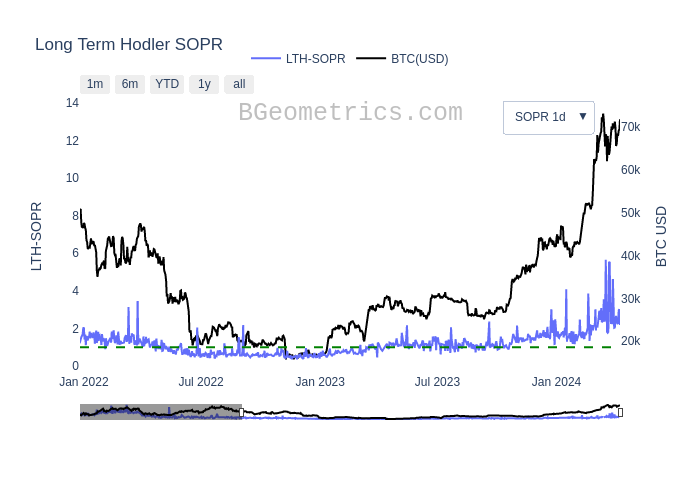 Long Term Hodler SOPR
LTH-SOPR
BTC(USD)
1m
6m
YTD
1y
all
BGeometrics.com
SOPR 1d ▼
14
12
10
8
6
4
2
0
LTH-SOPR
70k
60k
50k
40k
30k
20k
BTC USD
Jan 2022
Jul 2022
Jan 2023
Jul 2023
Jan 2024